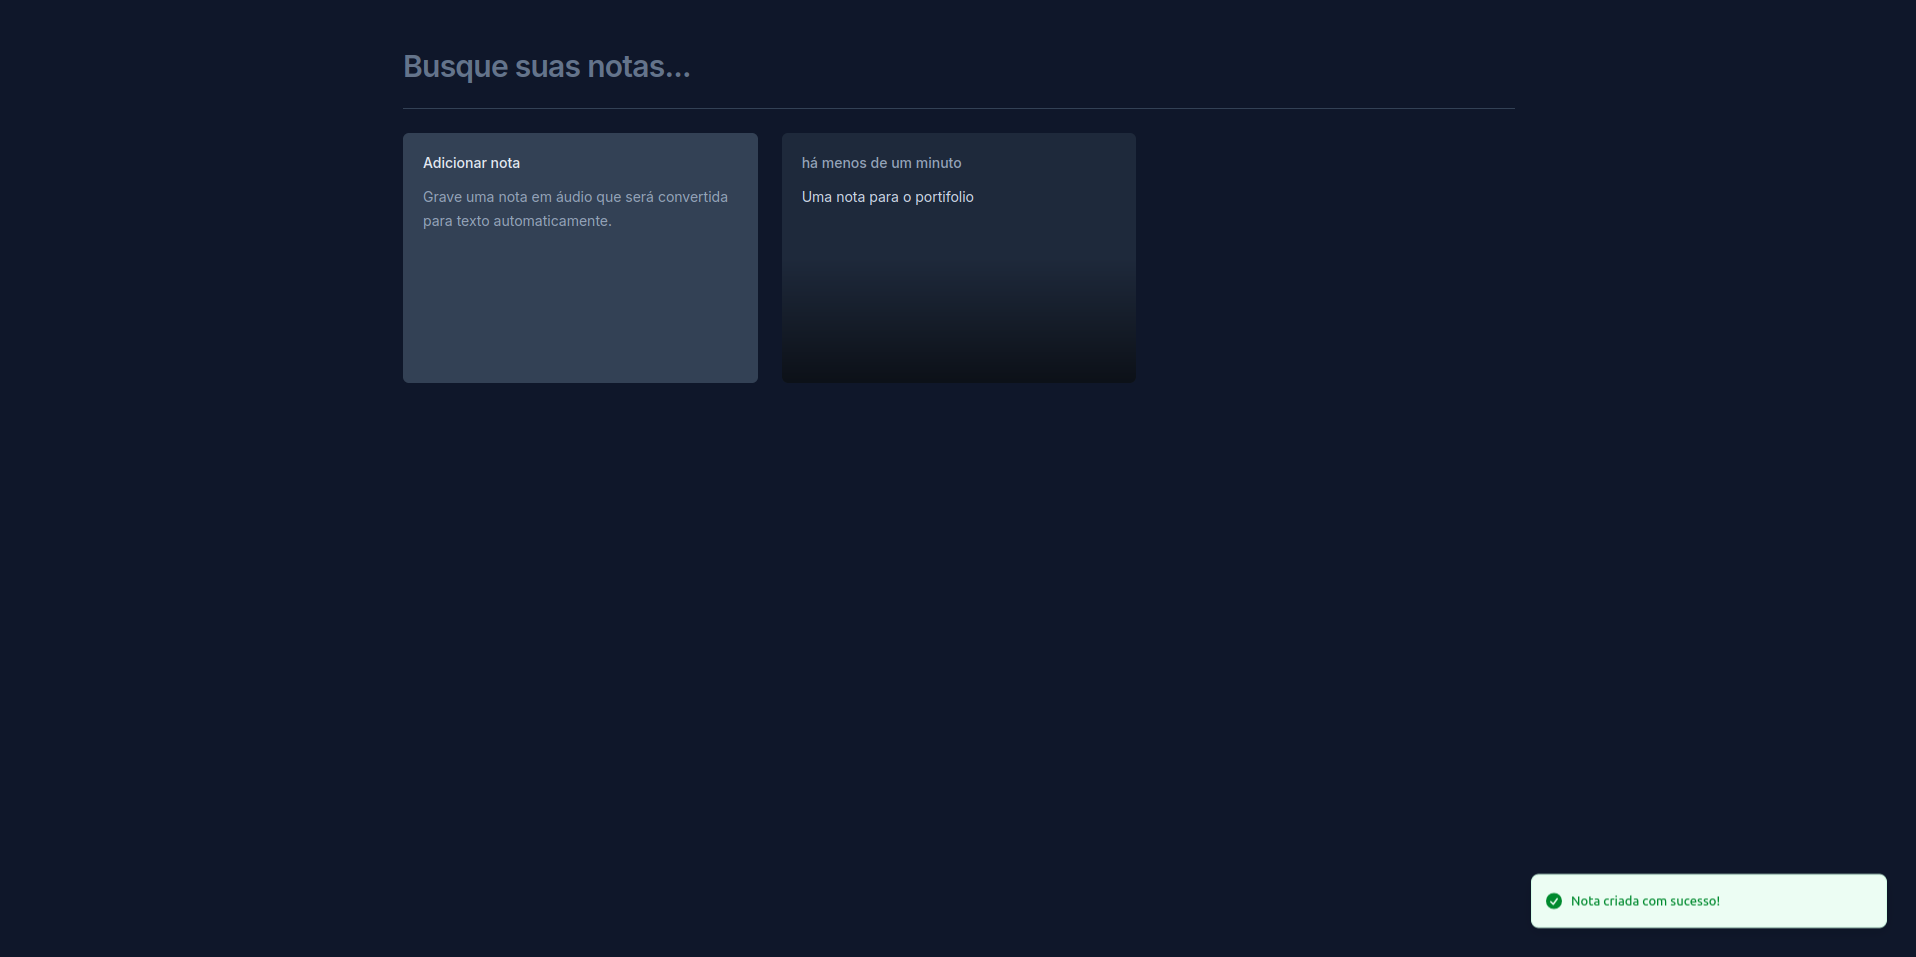 Busque suas notas...
Adicionar nota
Grave uma nota em áudio que será convertida
para texto automaticamente.
há menos de um minuto
Uma nota para o portifolio
Nota criada com sucesso!